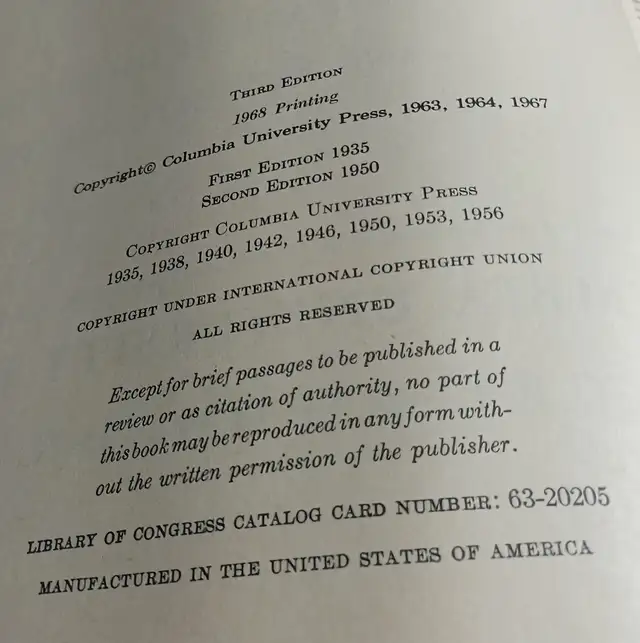 THIRD EDITION
1968 Printing
Copyright© Columbia University Press, 1963, 1964, 1967
FIRST EDITION 1935
SECOND EDITION 1950
COPYRIGHT COLUMBIA UNIVERSITY PRESS
1935, 1938, 1940, 1942, 1946, 1950, 1953, 1956
COPYRIGHT UNDER INTERNATIONAL COPYRIGHT UNION
ALL RIGHTS RESERVED
Except for brief passages to be published in a
review or as citation of authority, no part of
this book may be reproduced in any form with-
out the written permission of the publisher.
LIBRARY OF CONGRESS CATALOG CARD NUMBER: 63-20205
MANUFACTURED IN THE UNITED STATES OF AMERICA